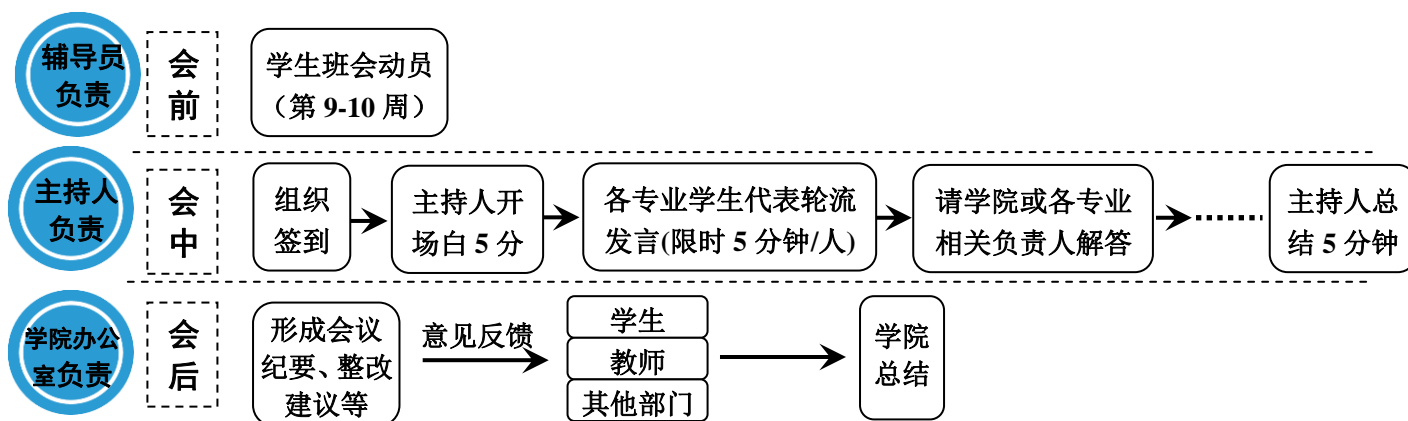 辅导员
负责
会
前
学生班会动员
（第 9-10 周）
主持人
负责
会
中
组织
签到
主持人开
场白 5 分
各专业学生代表轮流
发言(限时 5 分钟/人)
请学院或各专业
相关负责人解答
主持人总
结 5 分钟
学院办公
室负责
会
后
形成会议
纪要、整改
建议等
意见反馈
学生
教师
其他部门
学院
总结